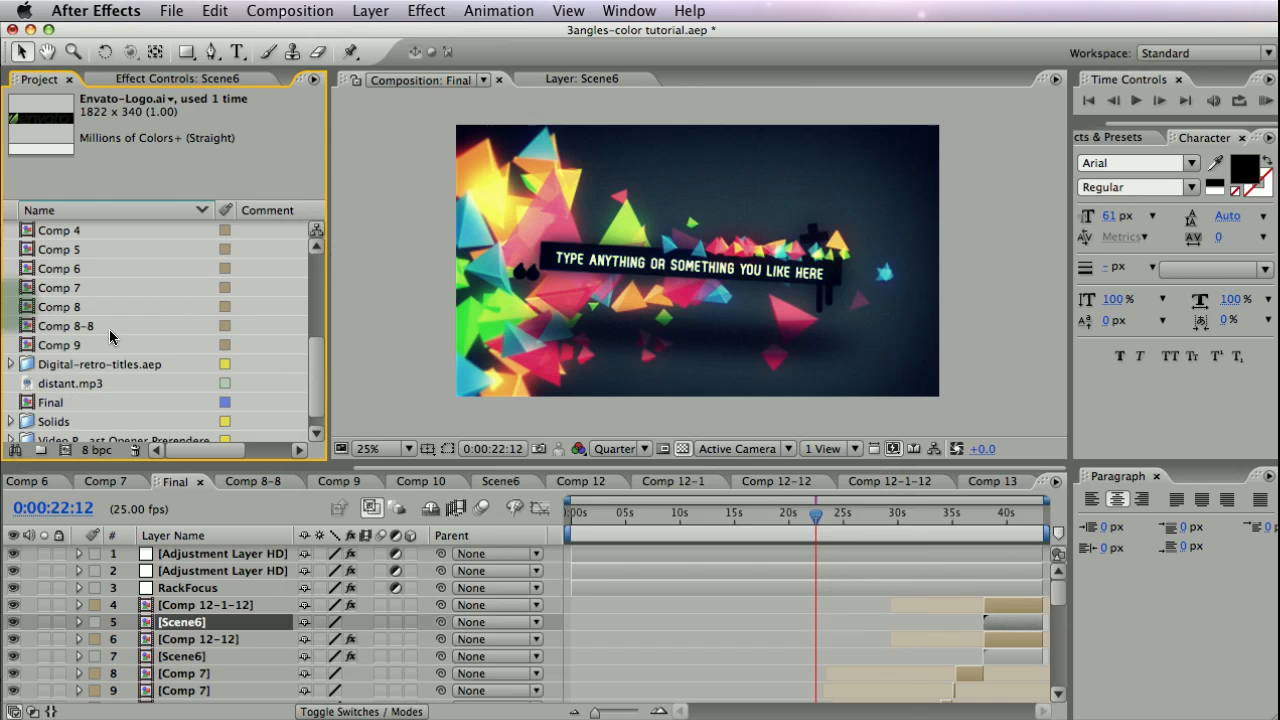 After Effects File Edit Composition Layer Effect Animation View Window Help
3angles-color tutorial.aep *
Workspace: Standard
Project Effect Controls: Scene6
Envato-Logo.ai, used 1 time
1822 x 340 (1.00)
Millions of Colors+ (Straight)
Name Comment
Comp 4
Comp 5
Comp 6
Comp 7
Comp 8
Comp 8-8
Comp 9
Digital-retro-titles.aep
distant.mp3
Final
Solids
8 bpc
Composition: Final Layer: Scene6
TYPE ANYTHING OR SOMETHING YOU LIKE HERE
25% 0:00:22:12 Quarter Active Camera 1 View +0.0
Time Controls
cts & Presets Character
Arial
Regular
61 px Auto
Metrics 0
- px
100 % 100 %
0 px 0 %
T T TT Tr T' T,
Comp 6 Comp 7 Final Comp 8-8 Comp 9 Comp 10 Scene6 Comp 12 Comp 12-1 Comp 12-12 Comp 12-1-12 Comp 13
0:00:22:12 (25.00 fps)
:00s 05s 10s 15s 20s 25s 30s 35s 40s
# Layer Name Parent
1 [Adjustment Layer HD] None
2 [Adjustment Layer HD] None
3 RackFocus None
4 [Comp 12-1-12] None
5 [Scene6] None
6 [Comp 12-12] None
7 [Scene6] None
8 [Comp 7] None
9 [Comp 7] None
Toggle Switches / Modes
Paragraph
0 px 0 px 0
0 px 0 px